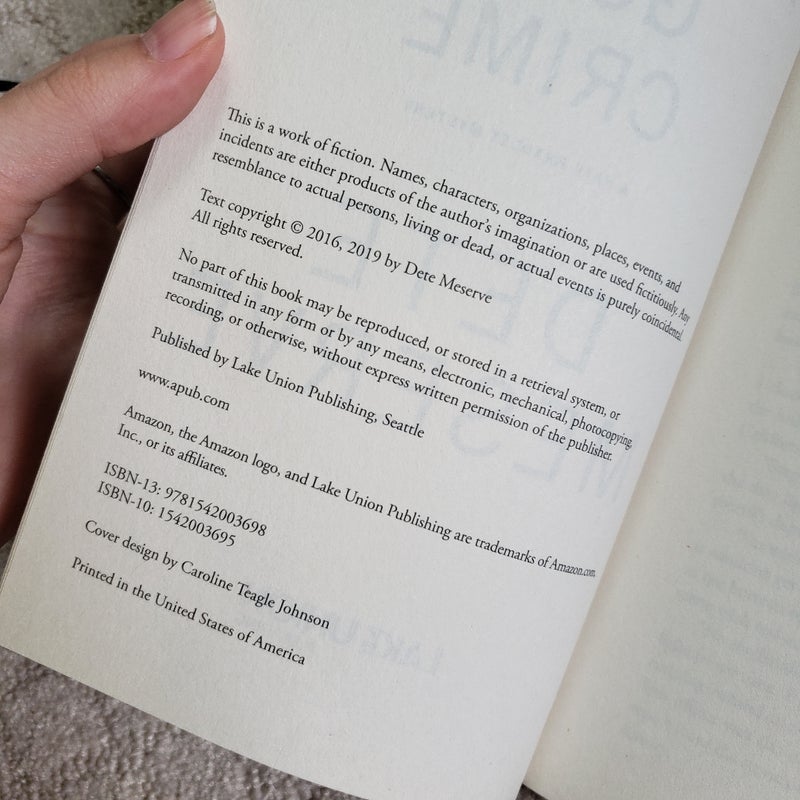 This is a work of fiction. Names, characters, organizations, places, events, and
incidents are either products of the author's imagination or are used fictitiously. Any
resemblance to actual persons, living or dead, or actual events is purely coincidental.
Text copyright © 2016, 2019 by Dete Meserve
All rights reserved.
No part of this book may be reproduced, or stored in a retrieval system, or
transmitted in any form or by any means, electronic, mechanical, photocopying,
recording, or otherwise, without express written permission of the publisher.
Published by Lake Union Publishing, Seattle
www.apub.com
Amazon, the Amazon logo, and Lake Union Publishing are trademarks of Amazon.com,
Inc., or its affiliates.
ISBN-13: 9781542003698
ISBN-10: 1542003695
Cover design by Caroline Teagle Johnson
Printed in the United States of America